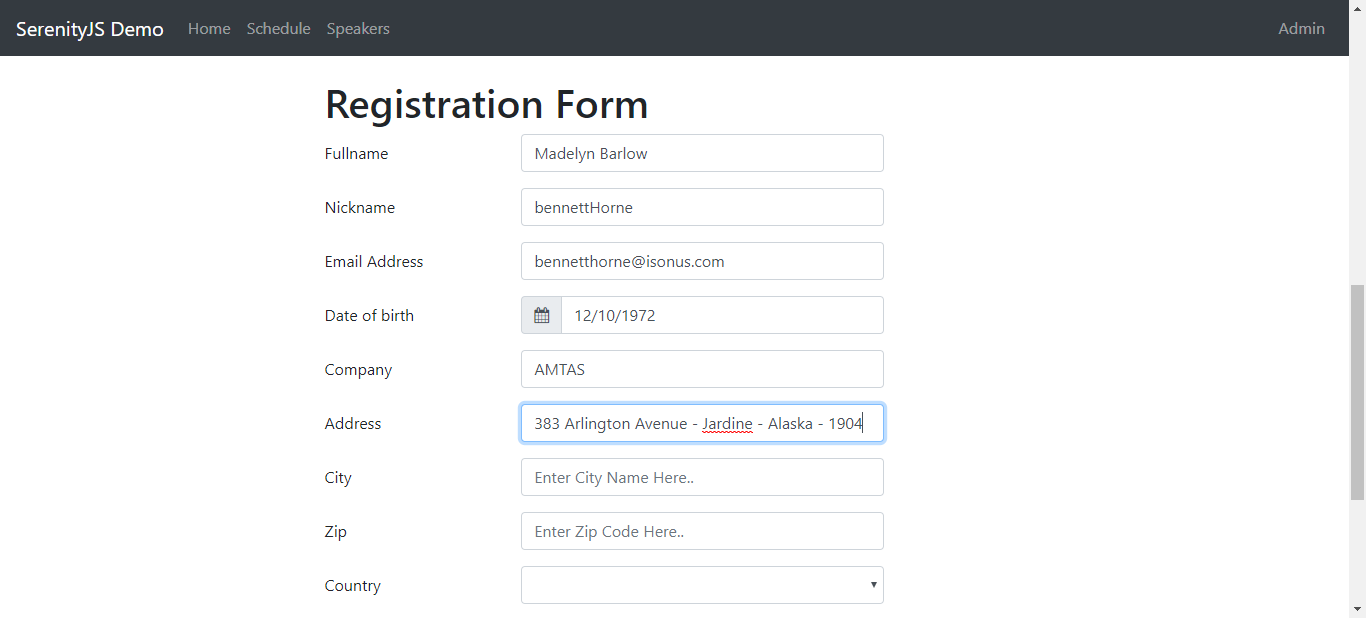 SerenityJS Demo Home Schedule Speakers Admin
Registration Form
Fullname Madelyn Barlow
Nickname bennettHorne
Email Address bennetthorne@isonus.com
Date of birth 12/10/1972
Company AMTAS
Address 383 Arlington Avenue - Jardine - Alaska - 1904
City Enter City Name Here..
Zip Enter Zip Code Here..
Country